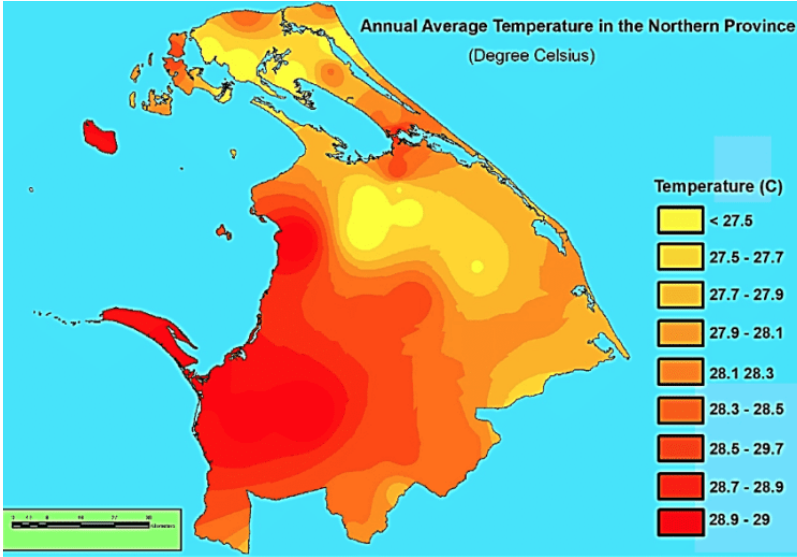 Annual Average Temperature in the Northern Province
(Degree Celsius)
Temperature (C)
< 27.5
27.5 - 27.7
27.7 - 27.9
27.9 - 28.1
28.1 28.3
28.3 - 28.5
28.5 - 29.7
28.7 - 28.9
28.9 - 29